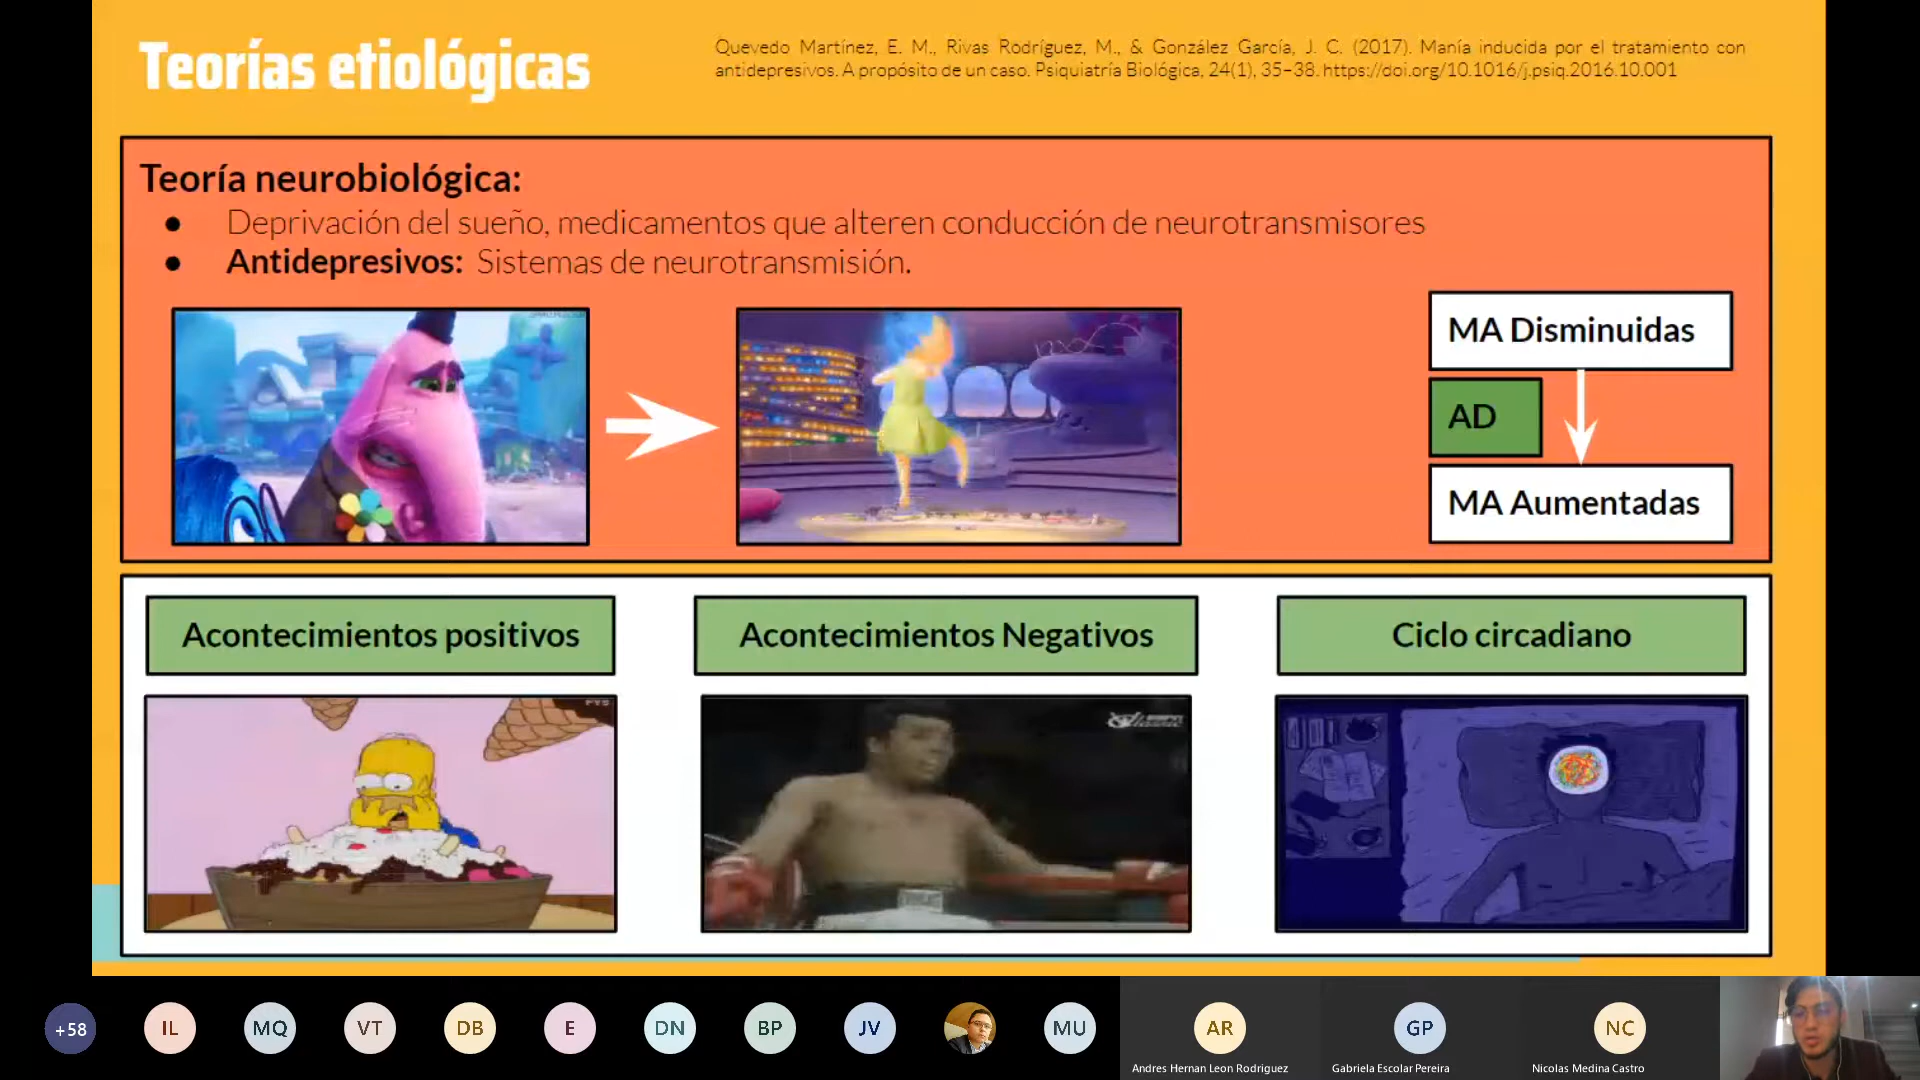 Teorías etiológicas
Quevedo Martínez, E. M., Rivas Rodríguez, M., & González García, J. C. (2017). Manía inducida por el tratamiento con
antidepresivos. A propósito de un caso. Psiquiatría Biológica, 24(1), 35–38. https://doi.org/10.1016/j.psiq.2016.10.001
Teoría neurobiológica:
● Deprivación del sueño, medicamentos que alteren conducción de neurotransmisores
● Antidepresivos: Sistemas de neurotransmisión.
MA Disminuidas
AD
MA Aumentadas
Acontecimientos positivos
Acontecimientos Negativos
Ciclo circadiano
+58
IL
MQ
VT
DB
E
DN
BP
JV
MU
AR
GP
NC
Andres Hernan Leon Rodriguez
Gabriela Escolar Pereira
Nicolas Medina Castro